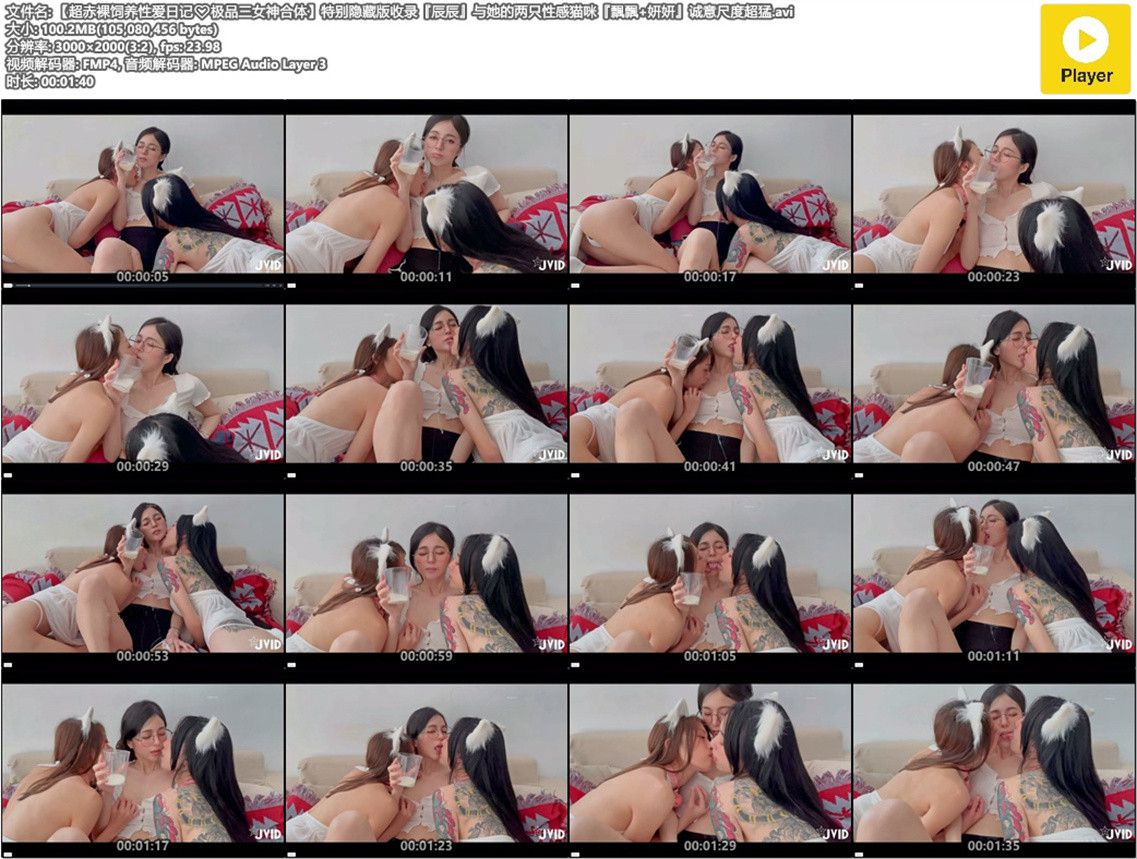 文件名: 【超赤裸饲养性爱日记♡极品三女神合体】特别隐藏版收录『辰辰』与她的两只性感猫咪『飘飘+妍妍』诚意尺度超猛.avi
大小: 100.2MB(105,080,456 bytes)
分辨率: 3000×2000(3:2), fps: 23.98
视频解码器: FMP4, 音频解码器: MPEG Audio Layer 3
时长: 00:01:40
Player
JVID JVID JVID JVID
00:00:05 00:00:11 00:00:17 00:00:23
JVID JVID JVID JVID
00:00:29 00:00:35 00:00:41 00:00:47
JVID JVID JVID JVID
00:00:53 00:00:59 00:01:05 00:01:11
JVID JVID JVID JVID
00:01:17 00:01:23 00:01:29 00:01:35